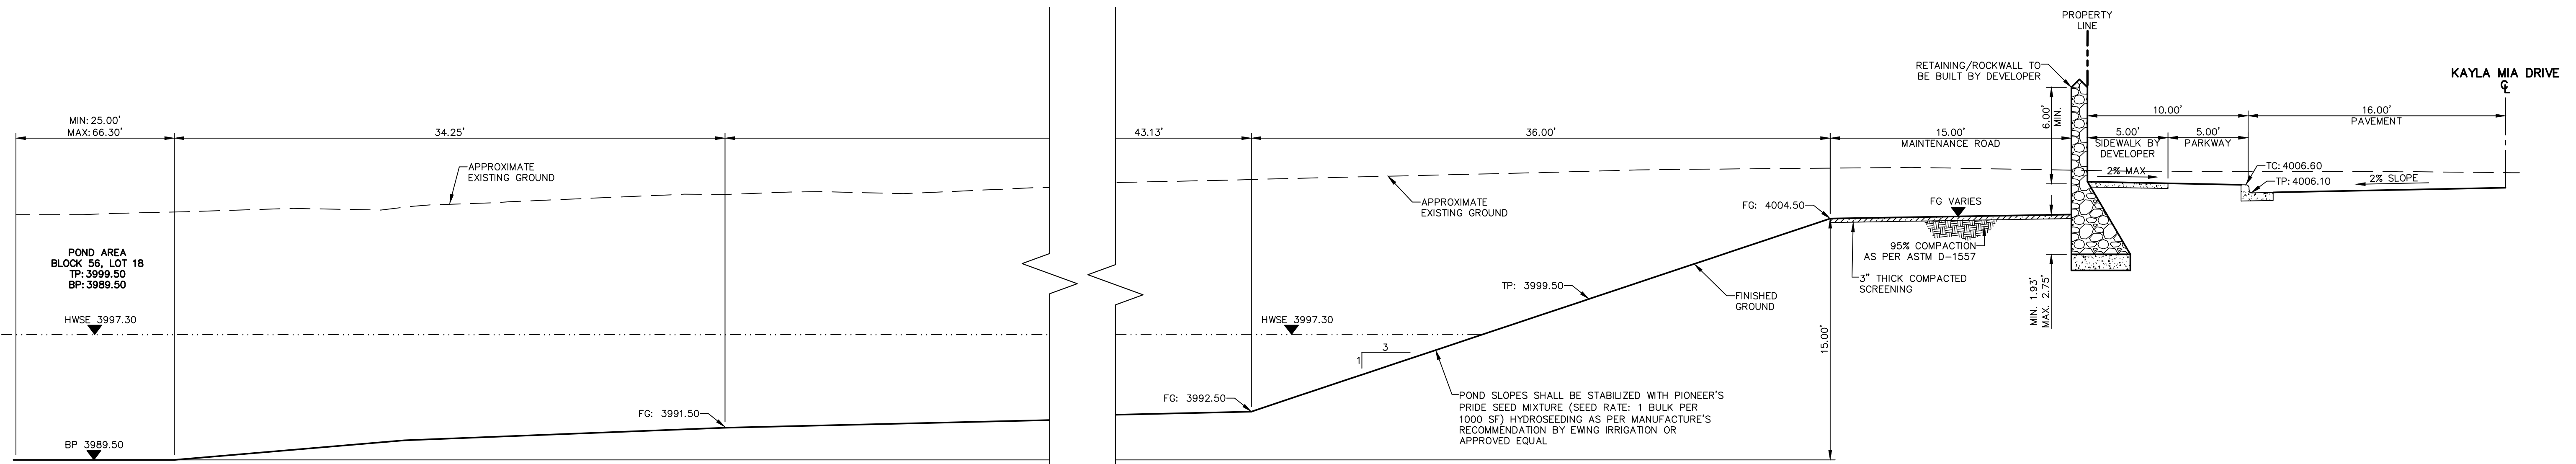 MIN: 25.00'
MAX: 66.30'
34.25'
43.13'
36.00'
15.00'
MAINTENANCE ROAD
RETAINING/ROCKWALL TO
BE BUILT BY DEVELOPER
PROPERTY
LINE
6.00'
MIN.
10.00'
5.00'
SIDEWALK BY
DEVELOPER
5.00'
PARKWAY
16.00'
PAVEMENT
KAYLA MIA DRIVE
℄
2% MAX
TC: 4006.60
TP: 4006.10
2% SLOPE
APPROXIMATE
EXISTING GROUND
APPROXIMATE
EXISTING GROUND
FG: 4004.50
FG VARIES
95% COMPACTION
AS PER ASTM D-1557
3" THICK COMPACTED
SCREENING
MIN. 1.93'
MAX. 2.75'
POND AREA
BLOCK 56, LOT 18
TP: 3999.50
BP: 3989.50
HWSE 3997.30
HWSE 3997.30
TP: 3999.50
FINISHED
GROUND
15.00'
3
1
FG: 3991.50
FG: 3992.50
BP 3989.50
POND SLOPES SHALL BE STABILIZED WITH PIONEER'S
PRIDE SEED MIXTURE (SEED RATE: 1 BULK PER
1000 SF) HYDROSEEDING AS PER MANUFACTURE'S
RECOMMENDATION BY EWING IRRIGATION OR
APPROVED EQUAL